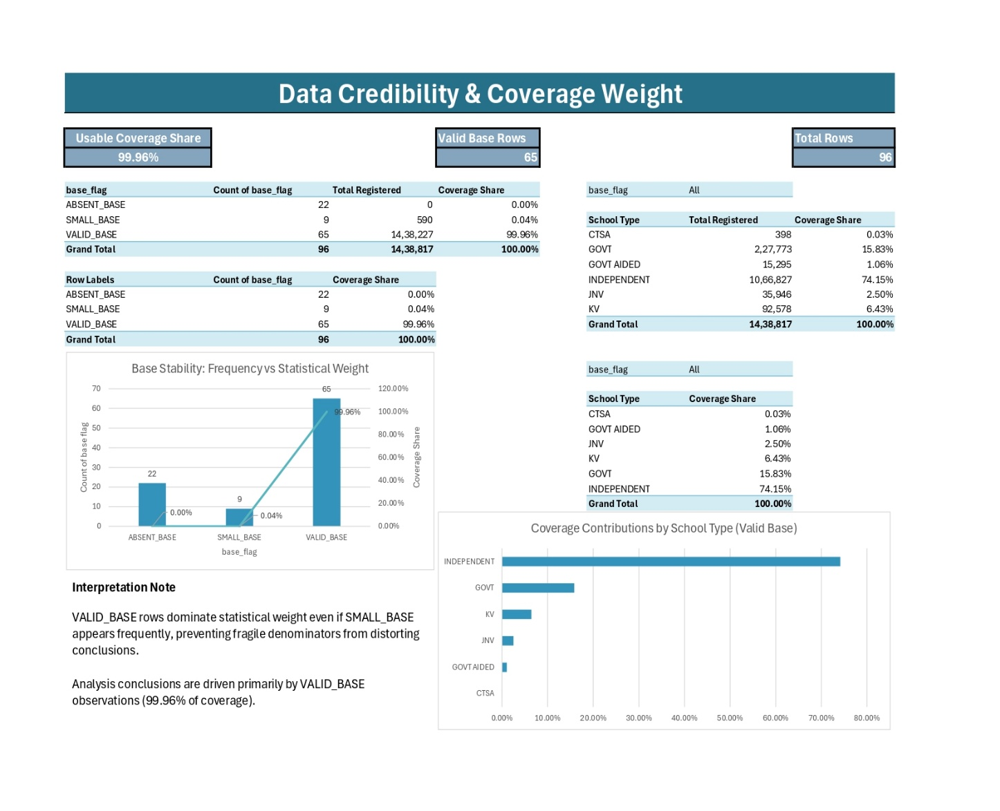 Data Credibility & Coverage Weight
Usable Coverage Share
99.96%
Valid Base Rows
65
Total Rows
96
base_flag Count of base_flag Total Registered Coverage Share
ABSENT_BASE 22 0 0.00%
SMALL_BASE 9 590 0.04%
VALID_BASE 65 14,38,227 99.96%
Grand Total 96 14,38,817 100.00%
Row Labels Count of base_flag Coverage Share
ABSENT_BASE 22 0.00%
SMALL_BASE 9 0.04%
VALID_BASE 65 99.96%
Grand Total 96 100.00%
base_flag All
School Type Total Registered Coverage Share
CTSA 398 0.03%
GOVT 2,27,773 15.83%
GOVT AIDED 15,295 1.06%
INDEPENDENT 10,66,827 74.15%
JNV 35,946 2.50%
KV 92,578 6.43%
Grand Total 14,38,817 100.00%
base_flag All
School Type Coverage Share
CTSA 0.03%
GOVT AIDED 1.06%
JNV 2.50%
KV 6.43%
GOVT 15.83%
INDEPENDENT 74.15%
Grand Total 100.00%
Base Stability: Frequency vs Statistical Weight
70
60
50
40
30
20
10
0
Count of base flag
22
9
65
0.00%
0.04%
99.96%
120.00%
100.00%
80.00%
60.00%
40.00%
20.00%
0.00%
Coverage Share
ABSENT_BASE SMALL_BASE VALID_BASE
base_flag
Interpretation Note
VALID_BASE rows dominate statistical weight even if SMALL_BASE
appears frequently, preventing fragile denominators from distorting
conclusions.
Analysis conclusions are driven primarily by VALID_BASE
observations (99.96% of coverage).
Coverage Contributions by School Type (Valid Base)
INDEPENDENT
GOVT
KV
JNV
GOVT AIDED
CTSA
0.00% 10.00% 20.00% 30.00% 40.00% 50.00% 60.00% 70.00% 80.00%